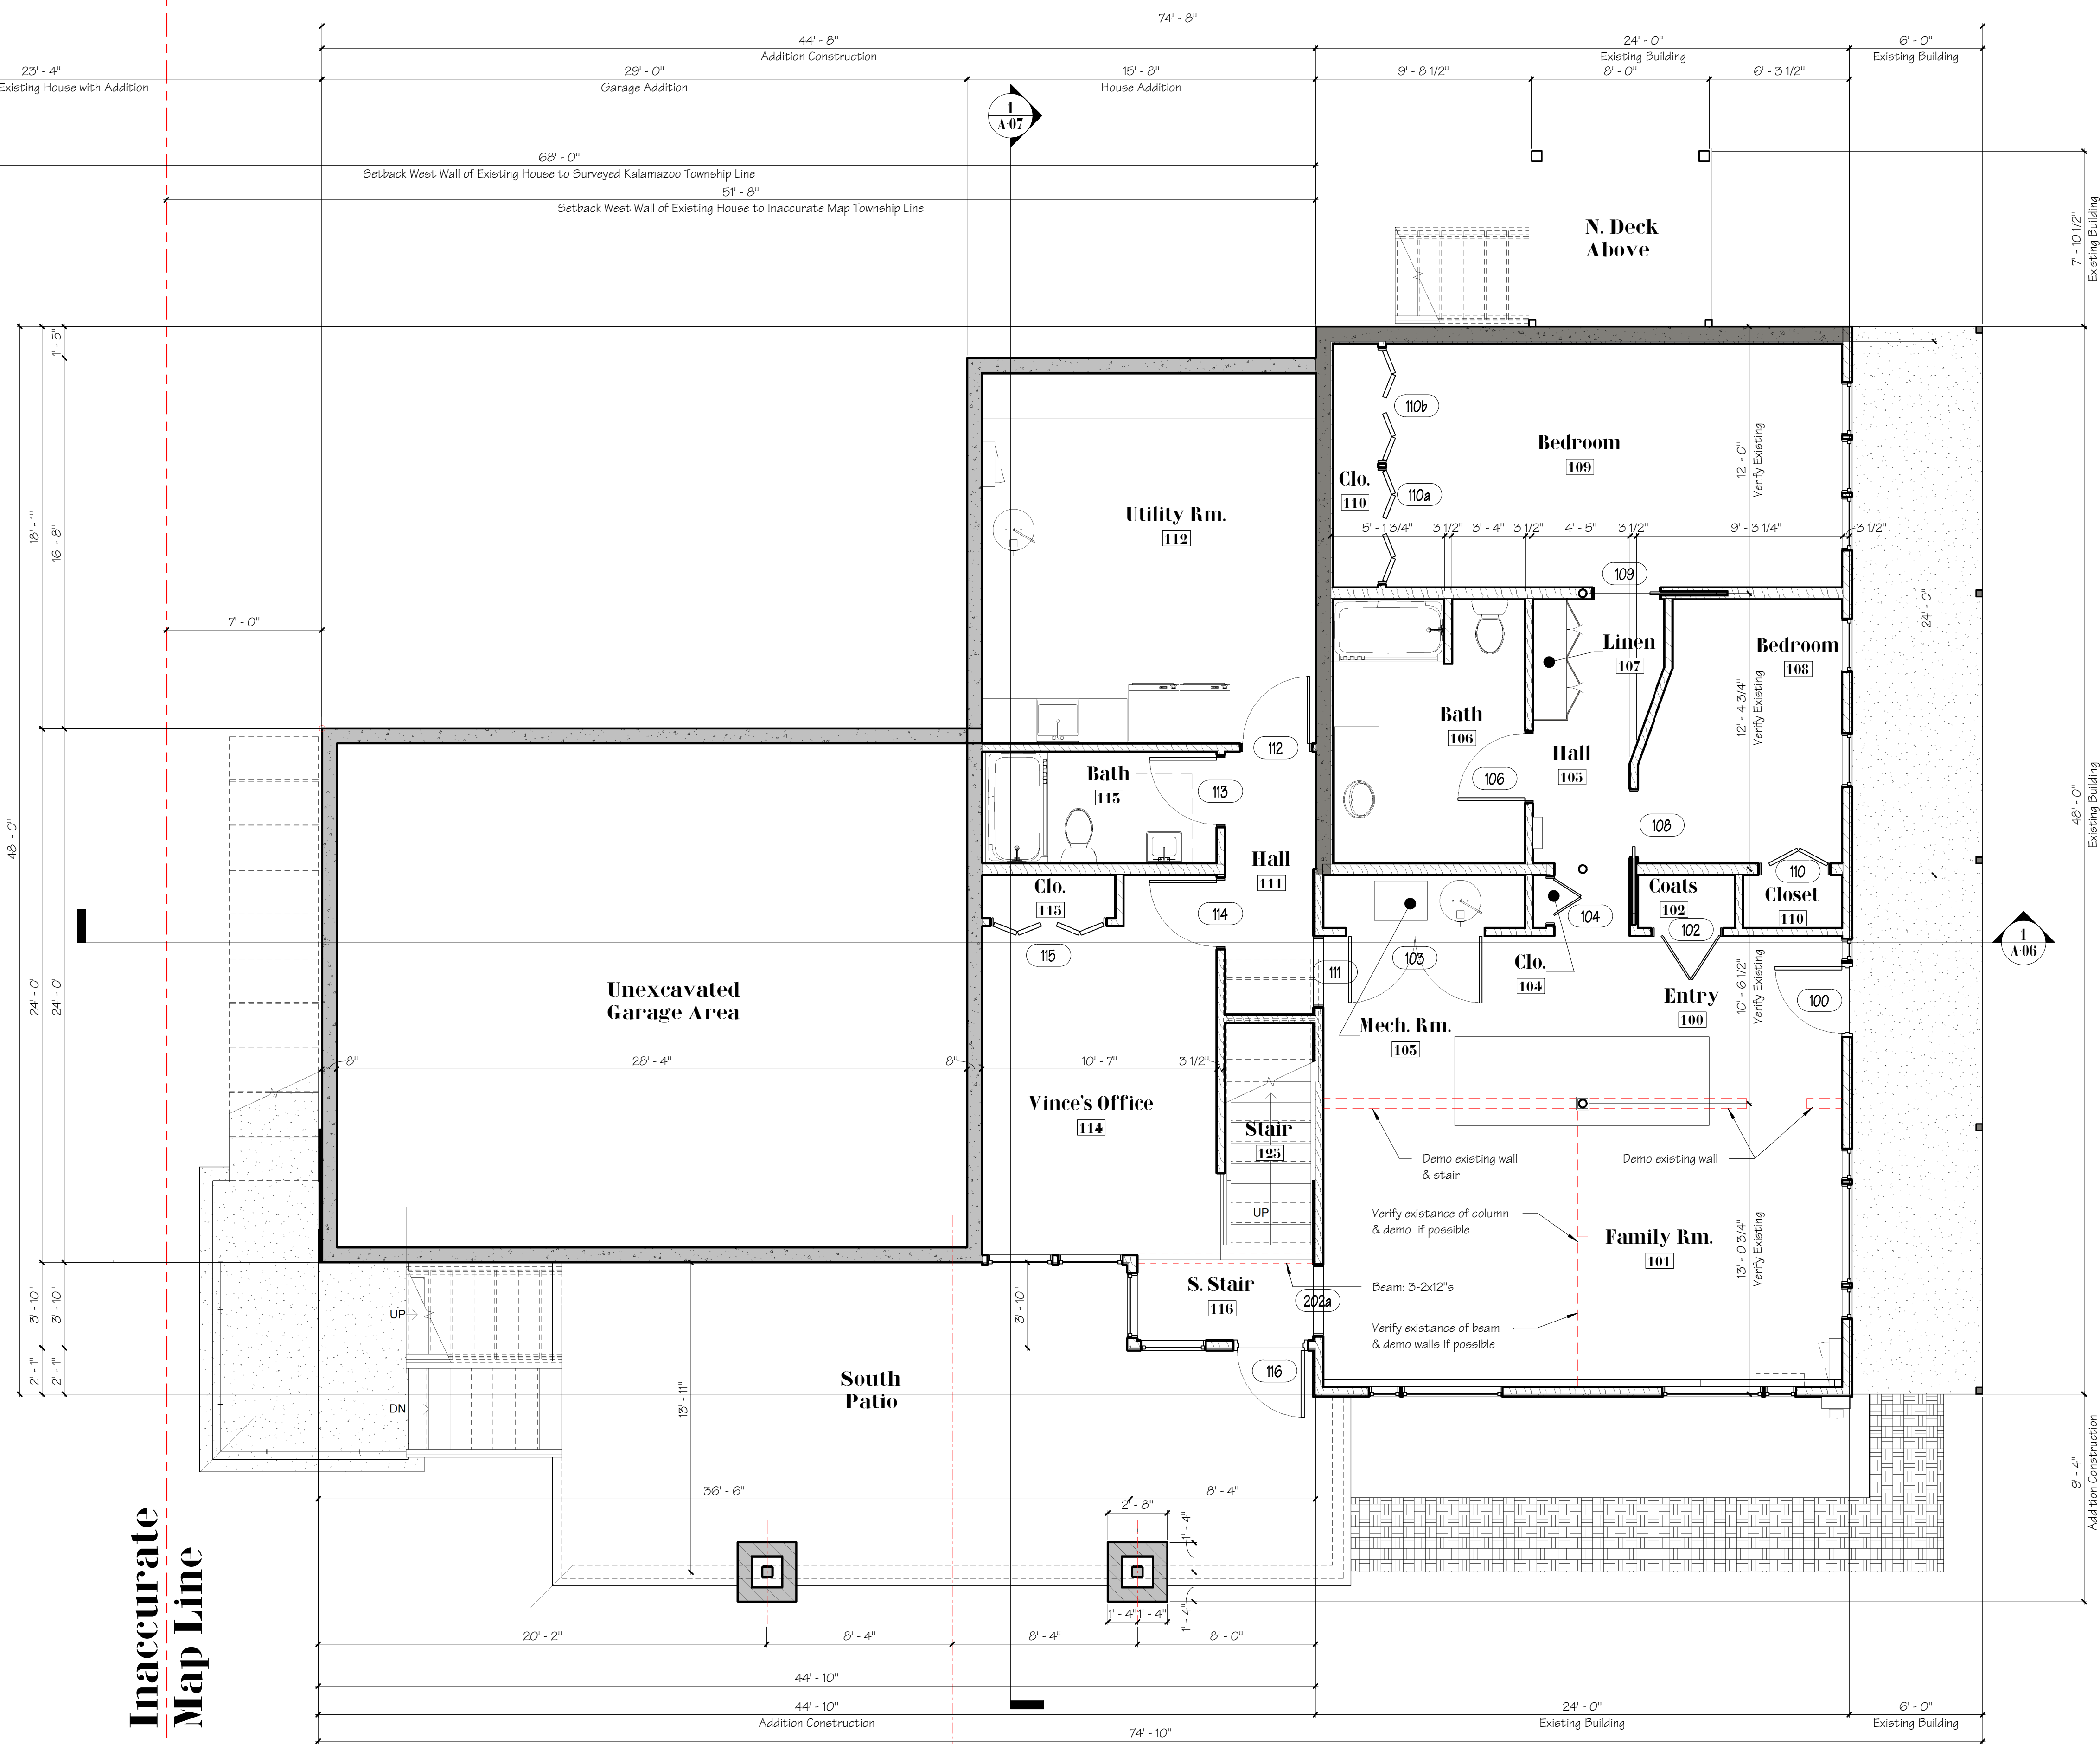 74' - 8"
44' - 8"
Addition Construction
24' - 0"
Existing Building
6' - 0"
Existing Building
23' - 4"
Existing House with Addition
29' - 0"
Garage Addition
15' - 8"
House Addition
9' - 8 1/2"
8' - 0"
6' - 3 1/2"
1
A-07
68' - 0"
Setback West Wall of Existing House to Surveyed Kalamazoo Township Line
51' - 8"
Setback West Wall of Existing House to Inaccurate Map Township Line
N. Deck
Above
7' - 10 1/2"
Existing Building
1' - 5"
18' - 1"
16' - 8"
48' - 0"
7' - 0"
110b
Bedroom
109
Clo.
110
110a
12' - 0"
Verify Existing
Utility Rm.
112
5' - 1 3/4"
3 1/2"
3' - 4"
3 1/2"
4' - 5"
3 1/2"
9' - 3 1/4"
3 1/2"
109
24' - 0"
Linen
107
Bedroom
108
Bath
106
12' - 4 3/4"
Verify Existing
Hall
105
112
106
Bath
113
113
108
48' - 0"
Existing Building
Hall
111
110
Clo.
115
Coats
102
Closet
110
114
104
102
115
111
103
Clo.
104
1
A-06
Unexcavated
Garage Area
24' - 0"
24' - 0"
Entry
100
100
10' - 6 1/2"
Verify Existing
Mech. Rm.
103
8"
28' - 4"
8"
10' - 7"
3 1/2"
Vince's Office
114
Stair
125
UP
Demo existing wall
& stair
Demo existing wall
Verify existance of column
& demo if possible
Family Rm.
101
13' - 0 3/4"
Verify Existing
S. Stair
116
Beam: 3-2x12"s
202a
Verify existance of beam
& demo walls if possible
3' - 10"
3' - 10"
3' - 10"
UP
2' - 1"
2' - 1"
DN
South
Patio
13' - 11"
116
36' - 6"
8' - 4"
2' - 8"
1' - 4"
1' - 4"
1' - 4"
1' - 4"
9' - 4"
Addition Construction
Inaccurate
Map Line
20' - 2"
8' - 4"
8' - 4"
8' - 0"
44' - 10"
44' - 10"
Addition Construction
24' - 0"
Existing Building
6' - 0"
Existing Building
74' - 10"